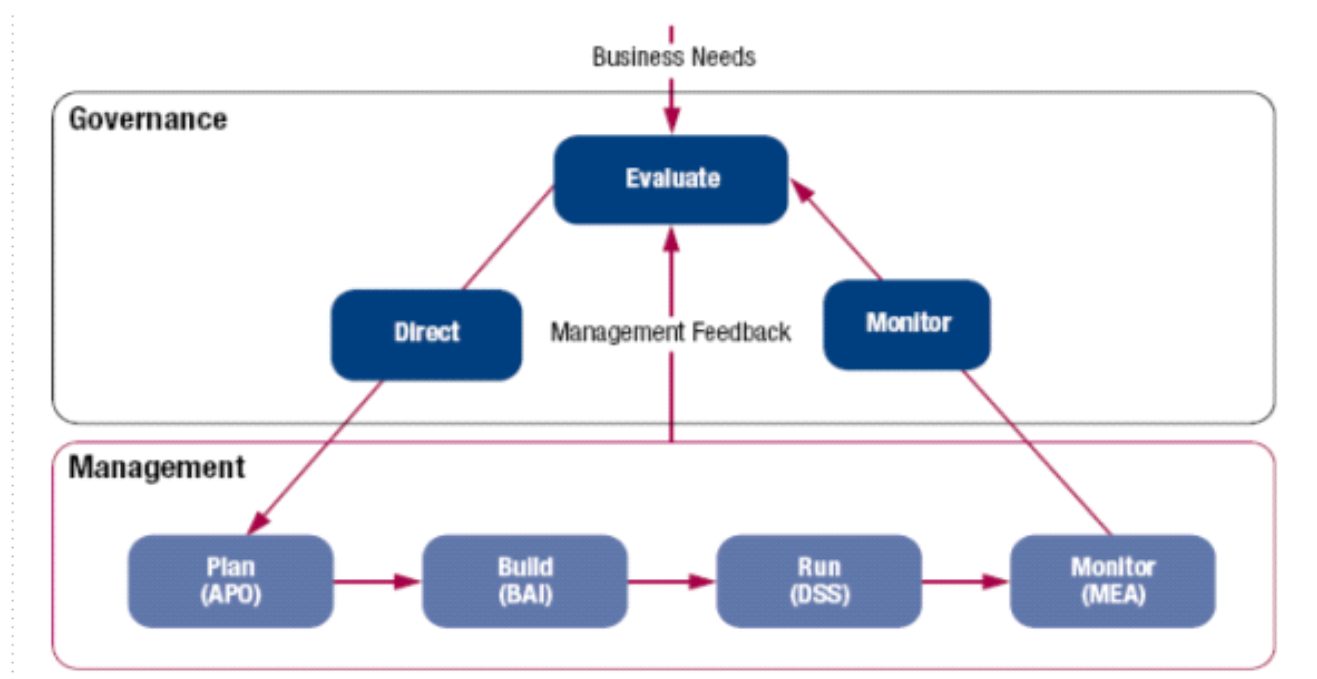 Business Needs
Governance
Evaluate
Direct
Management Feedback
Monitor
Management
Plan
(APO)
Build
(BAI)
Run
(DSS)
Monitor
(MEA)